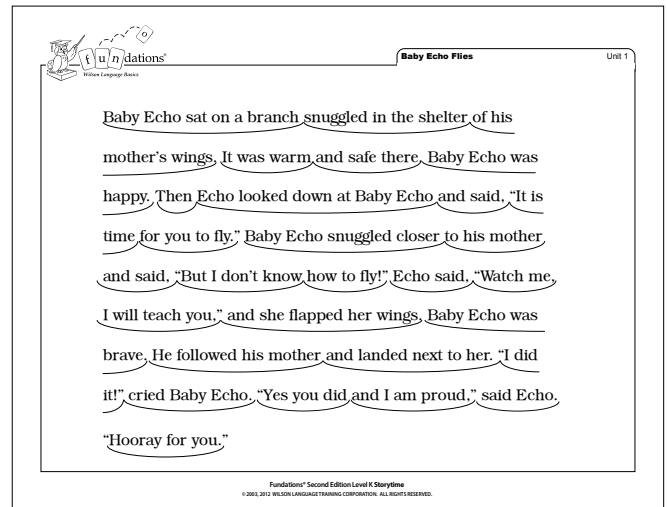 o
fundations®
Wilson Language Basics
Baby Echo Flies
Unit 1
Baby Echo sat on a branch snuggled in the shelter of his
mother's wings. It was warm and safe there. Baby Echo was
happy. Then Echo looked down at Baby Echo and said, “It is
time for you to fly.” Baby Echo snuggled closer to his mother
and said, “But I don't know how to fly!” Echo said, “Watch me,
I will teach you,” and she flapped her wings. Baby Echo was
brave. He followed his mother and landed next to her. “I did
it!” cried Baby Echo. “Yes you did and I am proud,” said Echo.
“Hooray for you.”
Fundations® Second Edition Level K Storytime
© 2003, 2012 WILSON LANGUAGE TRAINING CORPORATION. ALL RIGHTS RESERVED.